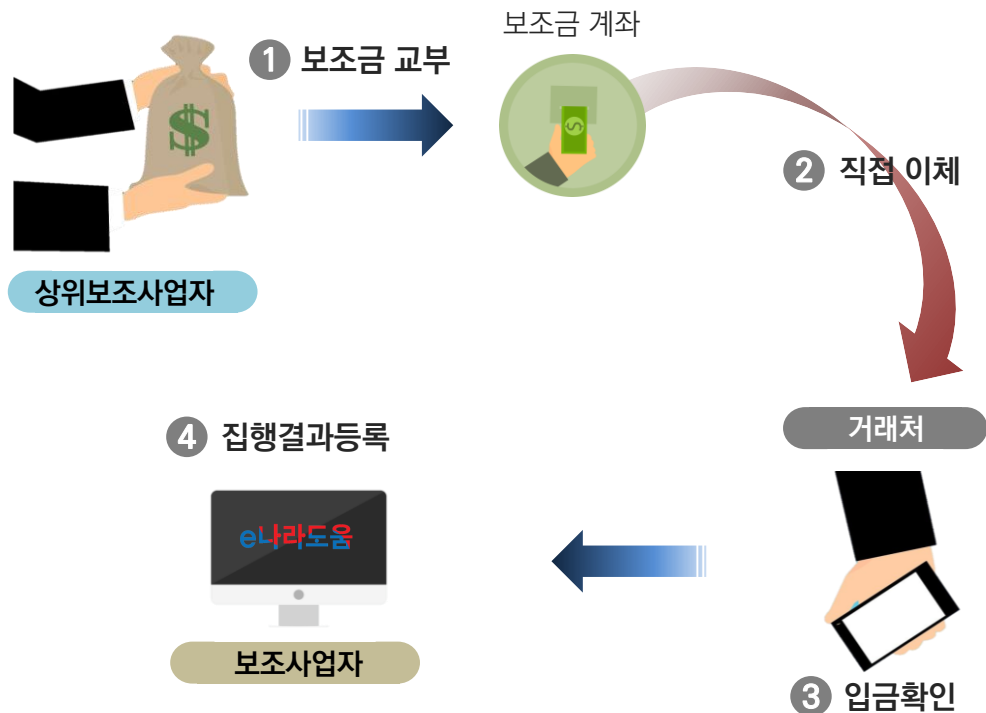 보조금 계좌
1 보조금 교부
$
2 직접 이체
상위보조사업자
거래처
4 집행결과등록
e나라도움
보조사업자
3 입금확인